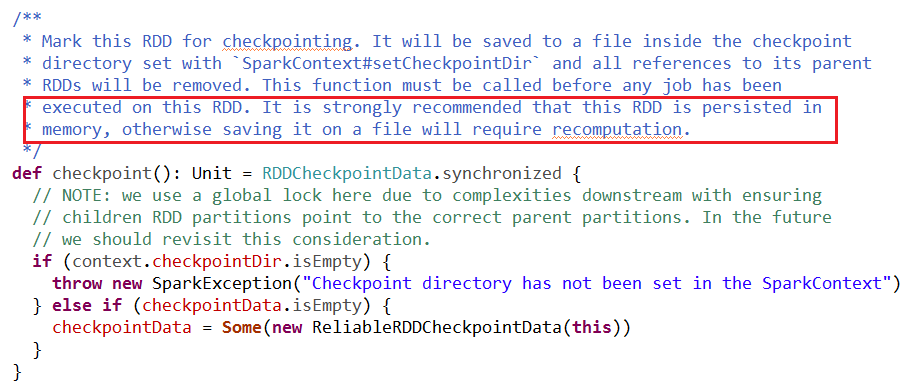 /**
 * Mark this RDD for checkpointing. It will be saved to a file inside the checkpoint
 * directory set with `SparkContext#setCheckpointDir` and all references to its parent
 * RDDs will be removed. This function must be called before any job has been
 * executed on this RDD. It is strongly recommended that this RDD is persisted in
 * memory, otherwise saving it on a file will require recomputation.
 */
def checkpoint(): Unit = RDDCheckpointData.synchronized {
  // NOTE: we use a global lock here due to complexities downstream with ensuring
  // children RDD partitions point to the correct parent partitions. In the future
  // we should revisit this consideration.
  if (context.checkpointDir.isEmpty) {
    throw new SparkException("Checkpoint directory has not been set in the SparkContext")
  } else if (checkpointData.isEmpty) {
    checkpointData = Some(new ReliableRDDCheckpointData(this))
  }
}